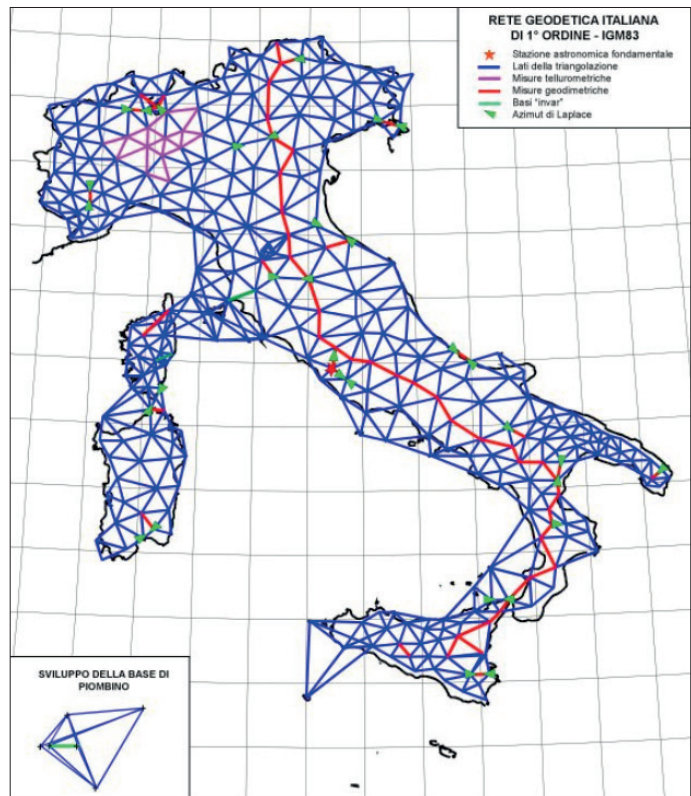 RETE GEODETICA ITALIANA
DI 1° ORDINE - IGM83
Stazione astronomica fondamentale
Lati della triangolazione
Misure tellurometriche
Misure geodimetriche
Basi "invar"
Azimut di Laplace
SVILUPPO DELLA BASE DI
PIOMBINO